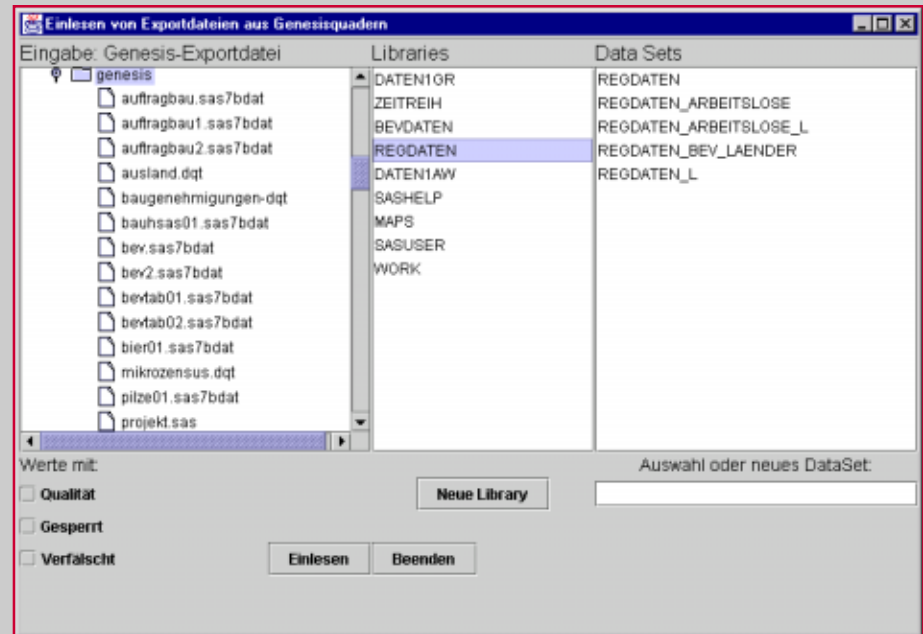 Einlesen von Exportdateien aus Genesisquadern
Eingabe: Genesis-Exportdatei
genesis
auftragbau.sas7bdat
auftragbau1.sas7bdat
auftragbau2.sas7bdat
ausland.dqt
baugenehmigungen-dqt
bauhsas01.sas7bdat
bev.sas7bdat
bev2.sas7bdat
bevtab01.sas7bdat
bevtab02.sas7bdat
bier01.sas7bdat
mikrozensus.dqt
pilze01.sas7bdat
projekt.sas
Libraries
DATEN1GR
ZEITREIH
BEVDATEN
REGDATEN
DATEN1AW
SASHELP
MAPS
SASUSER
WORK
Data Sets
REGDATEN
REGDATEN_ARBEITSLOSE
REGDATEN_ARBEITSLOSE_L
REGDATEN_BEV_LAENDER
REGDATEN_L
Werte mit:
Qualität
Gesperrt
Verfälscht
Neue Library
Auswahl oder neues DataSet:
Einlesen
Beenden